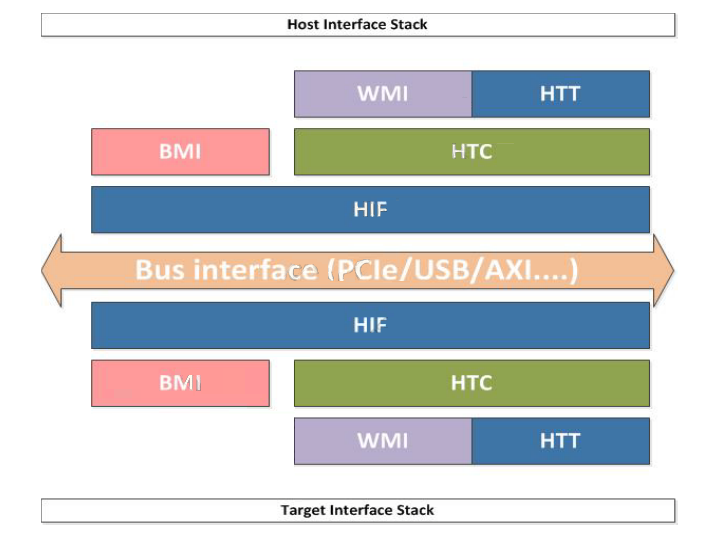 Host Interface Stack
WMI HTT
BMI HTC
HIF
Bus interface (PCIe/USB/AXI....)
HIF
BMI HTC
WMI HTT
Target Interface Stack